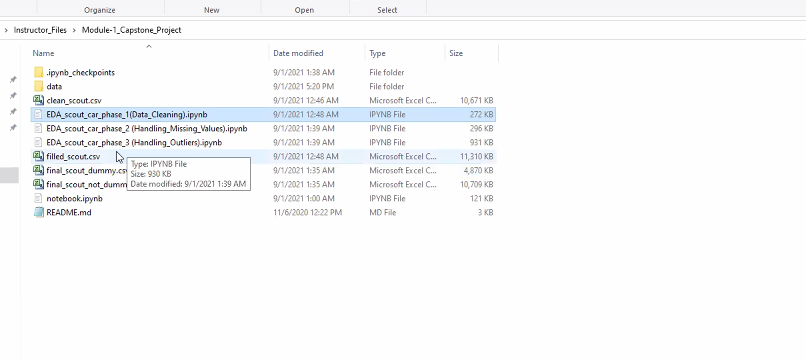 Organize New Open Select
Instructor_Files > Module-1_Capstone_Project
Name Date modified Type Size
.ipynb_checkpoints 9/1/2021 1:38 AM File folder
data 9/1/2021 5:20 PM File folder
clean_scout.csv 9/1/2021 12:46 AM Microsoft Excel C... 10,671 KB
EDA_scout_car_phase_1(Data_Cleaning).ipynb 9/1/2021 12:48 AM IPYNB File 272 KB
EDA_scout_car_phase_2 (Handling_Missing_Values).ipynb 9/1/2021 1:39 AM IPYNB File 296 KB
EDA_scout_car_phase_3 (Handling_Outliers).ipynb 9/1/2021 1:39 AM IPYNB File 931 KB
filled_scout.csv 9/1/2021 12:48 AM Microsoft Excel C... 11,310 KB
Type: IPYNB File
final_scout_dummy.csv 9/1/2021 1:35 AM Microsoft Excel C... 4,870 KB
Size: 930 KB
final_scout_not_dumm 9/1/2021 1:35 AM Microsoft Excel C... 10,709 KB
Date modified: 9/1/2021 1:39 AM
notebook.ipynb 9/1/2021 1:00 AM IPYNB File 121 KB
README.md 11/6/2020 12:22 PM MD File 3 KB